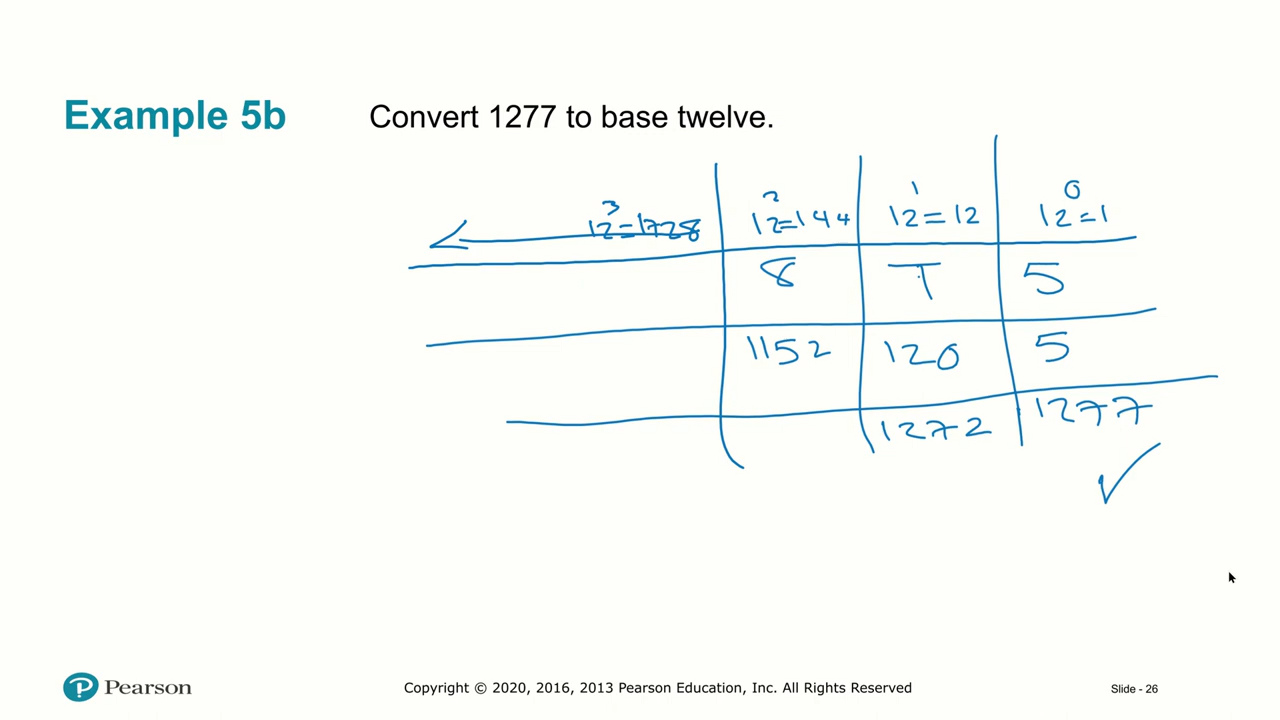 Example 5b Convert 1277 to base twelve.
12³=1728 12²=144 12¹=12 12⁰=1
8 T 5
1152 120 5
1272 1277 ✓
Pearson Copyright © 2020, 2016, 2013 Pearson Education, Inc. All Rights Reserved Slide - 26